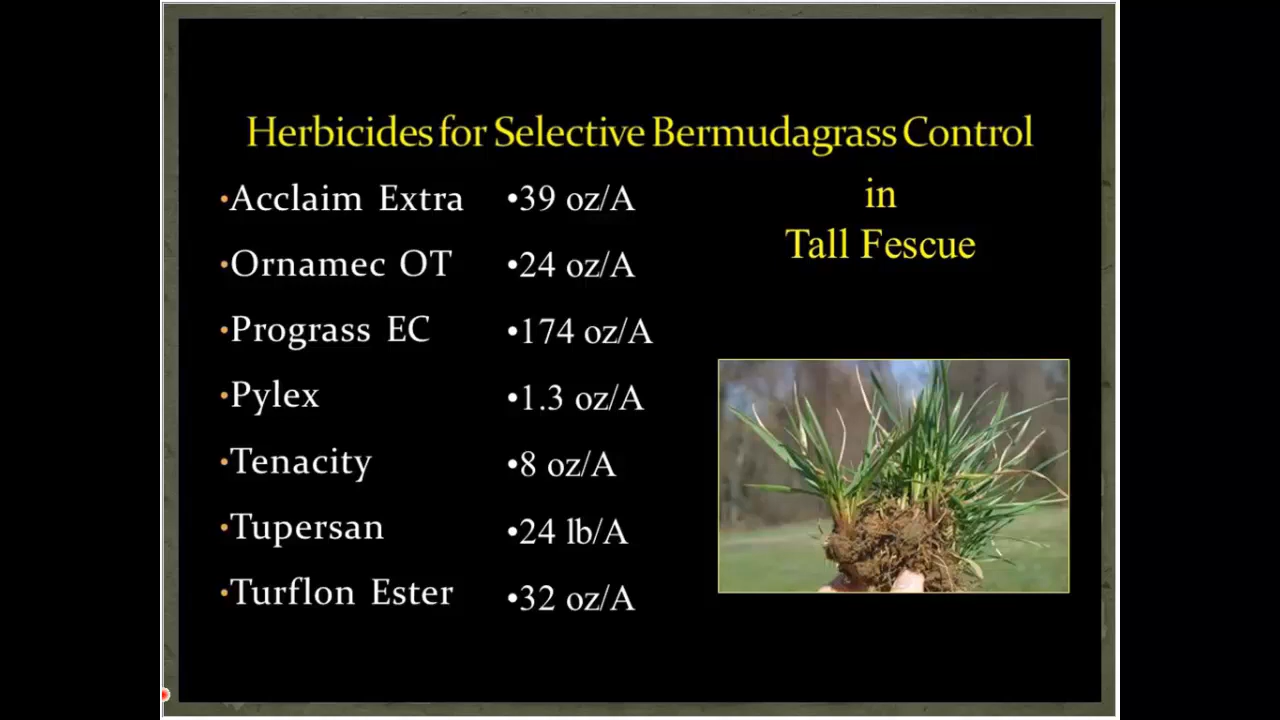 Herbicides for Selective Bermudagrass Control
in
Tall Fescue
•Acclaim Extra •39 oz/A
•Ornamec OT •24 oz/A
•Prograss EC •174 oz/A
•Pylex •1.3 oz/A
•Tenacity •8 oz/A
•Tupersan •24 lb/A
•Turflon Ester •32 oz/A